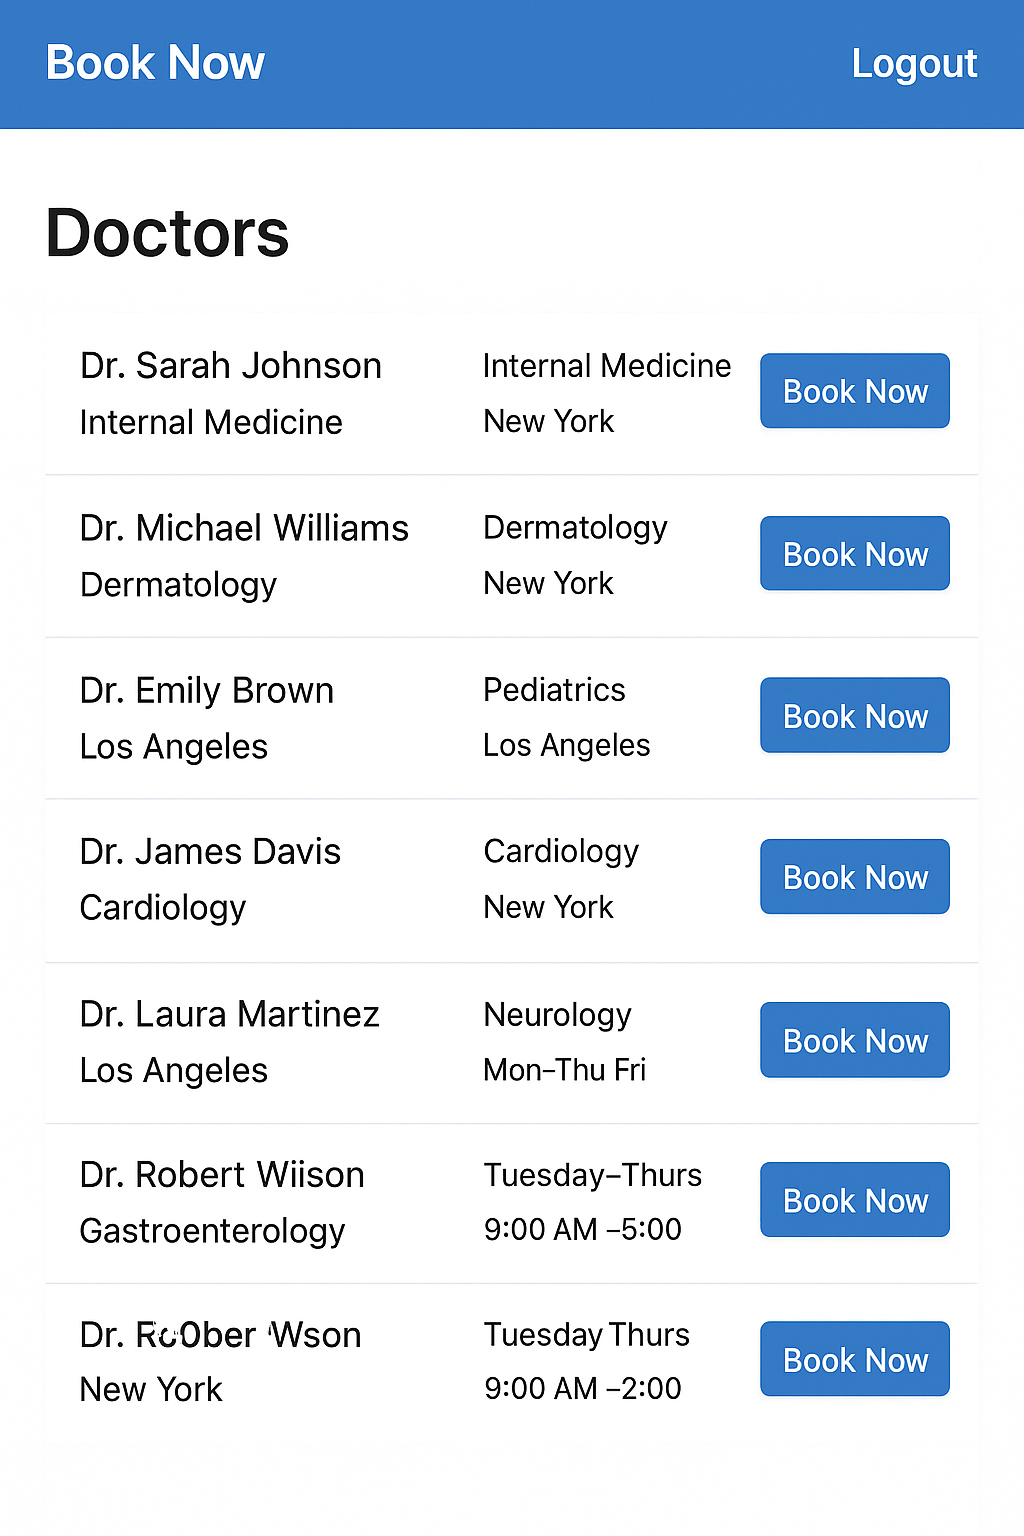 Book Now Logout
Doctors
Dr. Sarah Johnson Internal Medicine
Internal Medicine New York
Book Now
Dr. Michael Williams Dermatology
Dermatology New York
Book Now
Dr. Emily Brown Pediatrics
Los Angeles Los Angeles
Book Now
Dr. James Davis Cardiology
Cardiology New York
Book Now
Dr. Laura Martinez Neurology
Los Angeles Mon–Thu Fri
Book Now
Dr. Robert Wiison Tuesday–Thurs
Gastroenterology 9:00 AM –5:00
Book Now
Dr. Wson Tuesday Thurs
New York 9:00 AM –2:00
Book Now